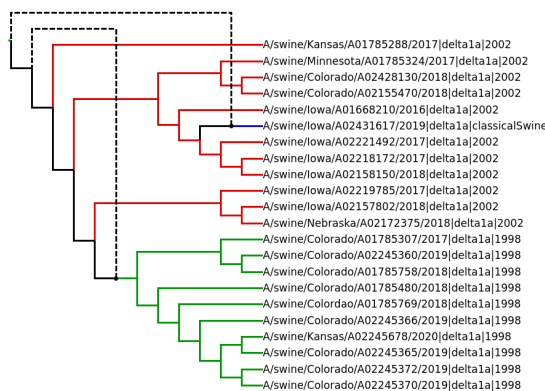 A/swine/Kansas/A01785288/2017|delta1a|2002
A/swine/Minnesota/A01785324/2017|delta1a|2002
A/swine/Colorado/A02428130/2018|delta1a|2002
A/swine/Colorado/A02155470/2018|delta1a|2002
A/swine/Iowa/A01668210/2016|delta1a|2002
A/swine/Iowa/A02431617/2019|delta1a|classicalSwine
A/swine/Iowa/A02221492/2017|delta1a|2002
A/swine/Iowa/A02218172/2017|delta1a|2002
A/swine/Iowa/A02158150/2018|delta1a|2002
A/swine/Iowa/A02219785/2017|delta1a|2002
A/swine/Iowa/A02157802/2018|delta1a|2002
A/swine/Nebraska/A02172375/2018|delta1a|2002
A/swine/Colorado/A01785307/2017|delta1a|1998
A/swine/Colorado/A02245360/2019|delta1a|1998
A/swine/Colorado/A01785758/2018|delta1a|1998
A/swine/Colorado/A01785480/2018|delta1a|1998
A/swine/Colordao/A01785769/2018|delta1a|1998
A/swine/Colorado/A02245366/2019|delta1a|1998
A/swine/Kansas/A02245678/2020|delta1a|1998
A/swine/Colorado/A02245365/2019|delta1a|1998
A/swine/Colorado/A02245372/2019|delta1a|1998
A/swine/Colorado/A02245370/2019|delta1a|1998